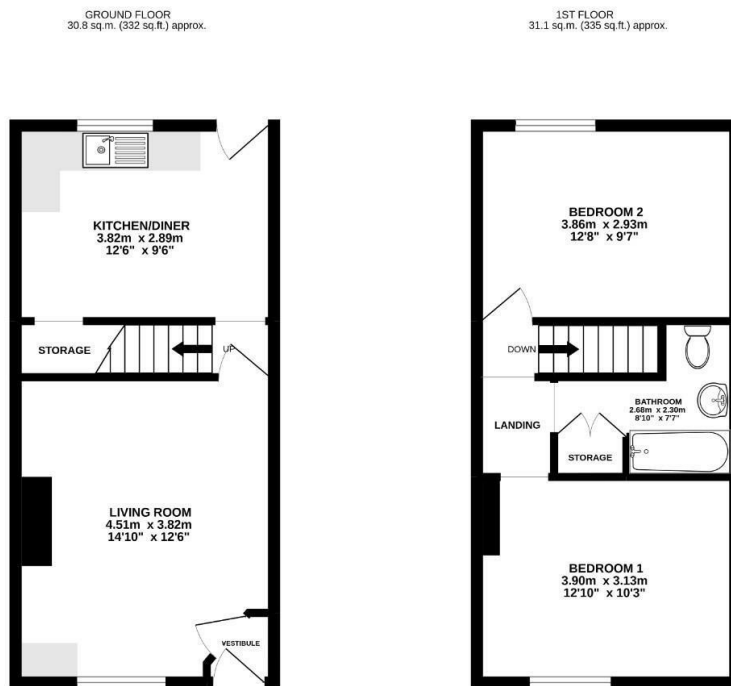 GROUND FLOOR
30.8 sq.m. (332 sq.ft.) approx.
1ST FLOOR
31.1 sq.m. (335 sq.ft.) approx.
KITCHEN/DINER
3.82m x 2.89m
12'6" x 9'6"
STORAGE
UP
LIVING ROOM
4.51m x 3.82m
14'10" x 12'6"
VESTIBULE
BEDROOM 2
3.86m x 2.93m
12'8" x 9'7"
DOWN
BATHROOM
2.68m x 2.30m
8'10" x 7'7"
LANDING
STORAGE
BEDROOM 1
3.90m x 3.13m
12'10" x 10'3"